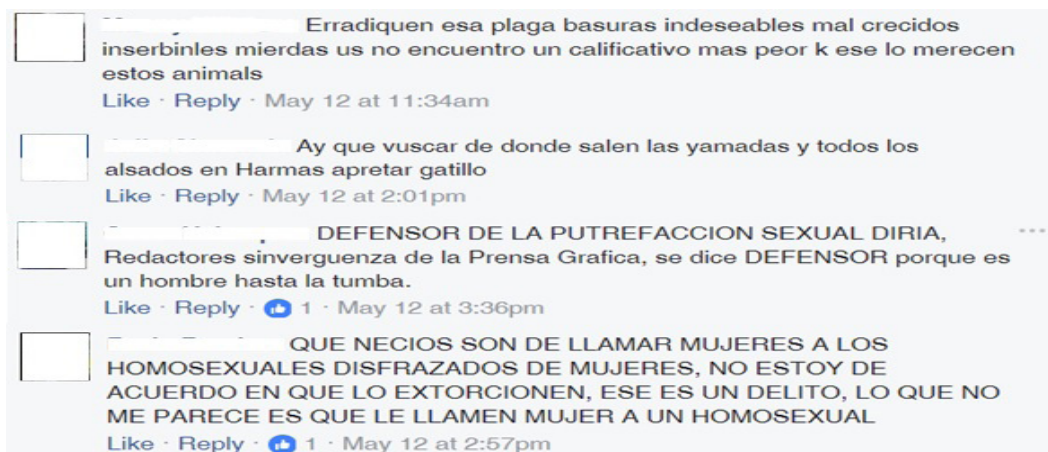 Erradiquen esa plaga basuras indeseables mal crecidos
inserbinles mierdas us no encuentro un calificativo mas peor k ese lo merecen
estos animals
Like · Reply · May 12 at 11:34am
Ay que vuscar de donde salen las yamadas y todos los
alsados en Harmas apretar gatillo
Like · Reply · May 12 at 2:01pm
DEFENSOR DE LA PUTREFACCION SEXUAL DIRIA,
Redactores sinverguenza de la Prensa Grafica, se dice DEFENSOR porque es
un hombre hasta la tumba.
Like · Reply · 1 · May 12 at 3:36pm
QUE NECIOS SON DE LLAMAR MUJERES A LOS
HOMOSEXUALES DISFRAZADOS DE MUJERES, NO ESTOY DE
ACUERDO EN QUE LO EXTORCIONEN, ESE ES UN DELITO, LO QUE NO
ME PARECE ES QUE LE LLAMEN MUJER A UN HOMOSEXUAL
Like · Reply · 1 · May 12 at 2:57pm